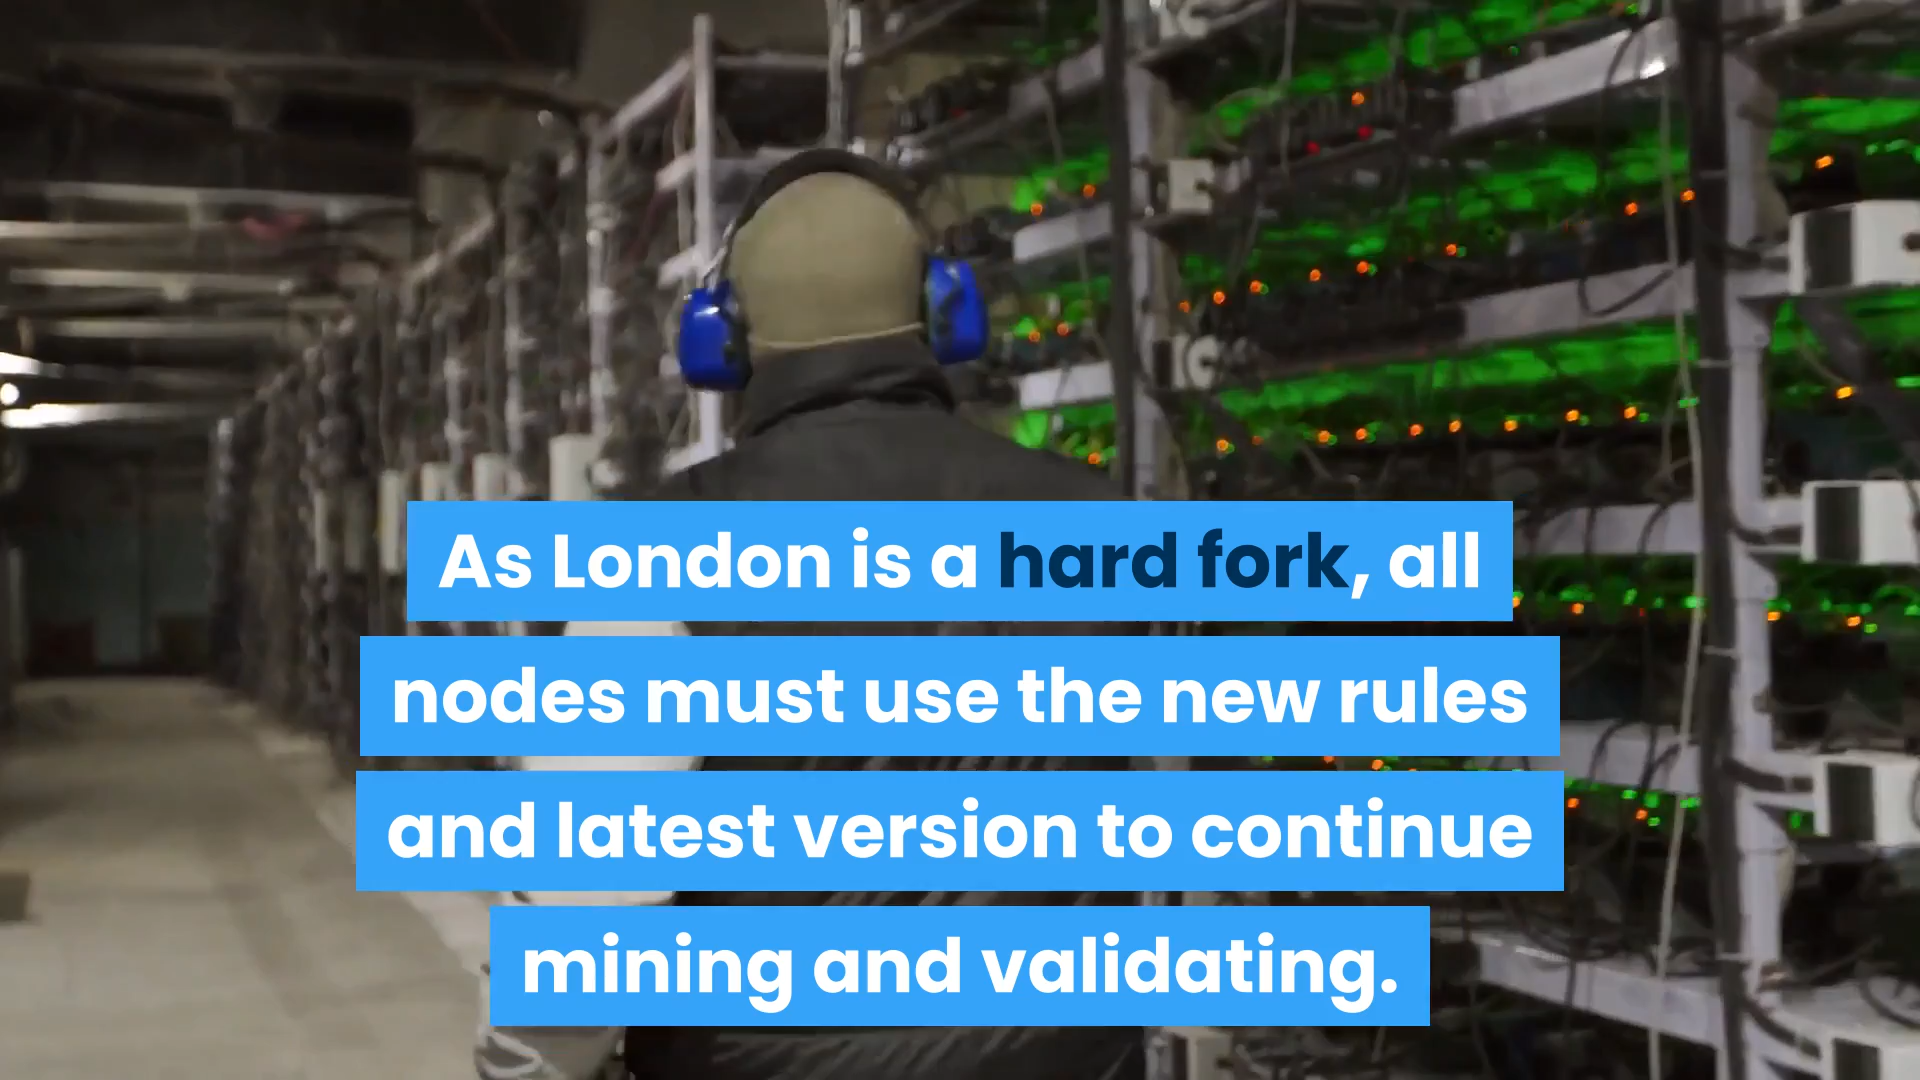 As London is a hard fork, all
nodes must use the new rules
and latest version to continue
mining and validating.